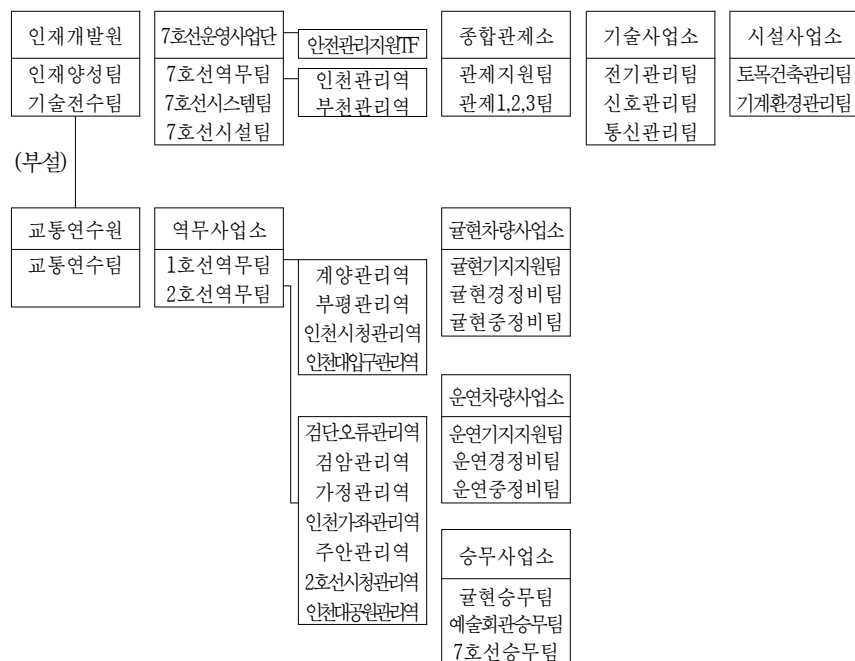 인재개발원
인재양성팀
기술전수팀
(부설)
7호선운영사업단
7호선역무팀
7호선시스템팀
7호선시설팀
안전관리지원TF
인천관리역
부천관리역
종합관제소
관제지원팀
관제1,2,3팀
기술사업소
전기관리팀
신호관리팀
통신관리팀
시설사업소
토목건축관리팀
기계환경관리팀
교통연수원
교통연수팀
역무사업소
1호선역무팀
2호선역무팀
계양관리역
부평관리역
인천시청관리역
인천대입구관리역
검단오류관리역
검암관리역
가정관리역
인천가좌관리역
주안관리역
2호선시청관리역
인천대공원관리역
귤현차량사업소
귤현기지지원팀
귤현경정비팀
귤현중정비팀
운연차량사업소
운연기지지원팀
운연경정비팀
운연중정비팀
승무사업소
귤현승무팀
예술회관승무팀
7호선승무팀